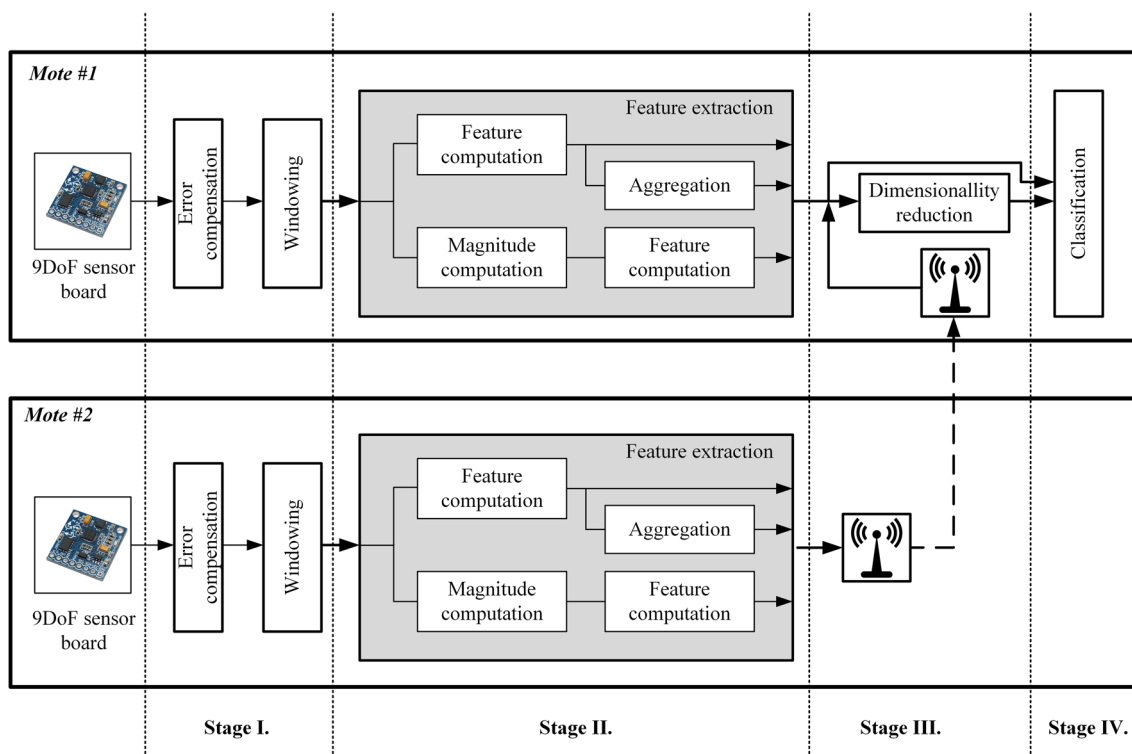 Mote #1
9DoF sensor
board
Error
compensation
Windowing
Feature extraction
Feature
computation
Aggregation
Magnitude
computation
Feature
computation
Dimensionallity
reduction
Classification
Mote #2
9DoF sensor
board
Error
compensation
Windowing
Feature extraction
Feature
computation
Aggregation
Magnitude
computation
Feature
computation
Stage I.
Stage II.
Stage III.
Stage IV.